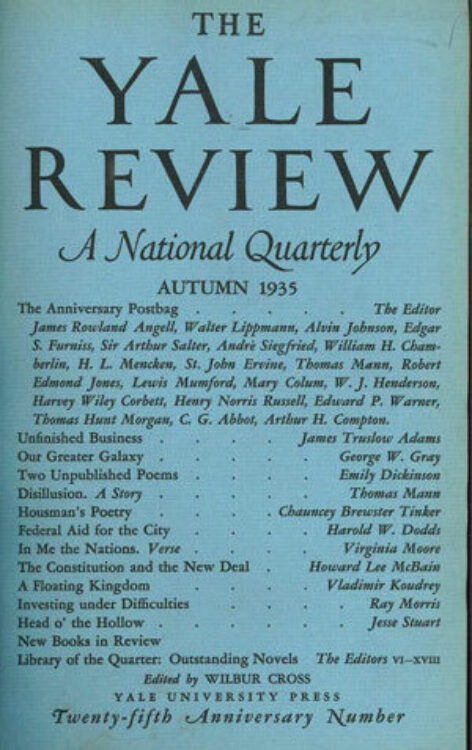 THE
YALE
REVIEW
A National Quarterly
AUTUMN 1935
The Anniversary Postbag . . . . . The Editor
James Rowland Angell, Walter Lippmann, Alvin Johnson, Edgar
S. Furniss, Sir Arthur Salter, André Siegfried, William H. Cham-
berlin, H. L. Mencken, St. John Ervine, Thomas Mann, Robert
Edmond Jones, Lewis Mumford, Mary Colum, W. J. Henderson,
Harvey Wiley Corbett, Henry Norris Russell, Edward P. Warner,
Thomas Hunt Morgan, C. G. Abbot, Arthur H. Compton.
Unfinished Business . . . . James Truslow Adams
Our Greater Galaxy . . . . . George W. Gray
Two Unpublished Poems . . . . Emily Dickinson
Disillusion. A Story . . . . . Thomas Mann
Housman's Poetry . . . . Chauncey Brewster Tinker
Federal Aid for the City . . . . Harold W. Dodds
In Me the Nations. Verse . . . . Virginia Moore
The Constitution and the New Deal . Howard Lee McBain
A Floating Kingdom . . . . Vladimir Koudrey
Investing under Difficulties . . . . Ray Morris
Head o' the Hollow . . . . . Jesse Stuart
New Books in Review
Library of the Quarter: Outstanding Novels The Editors VI–XVIII
Edited by WILBUR CROSS
YALE UNIVERSITY PRESS
Twenty-fifth Anniversary Number